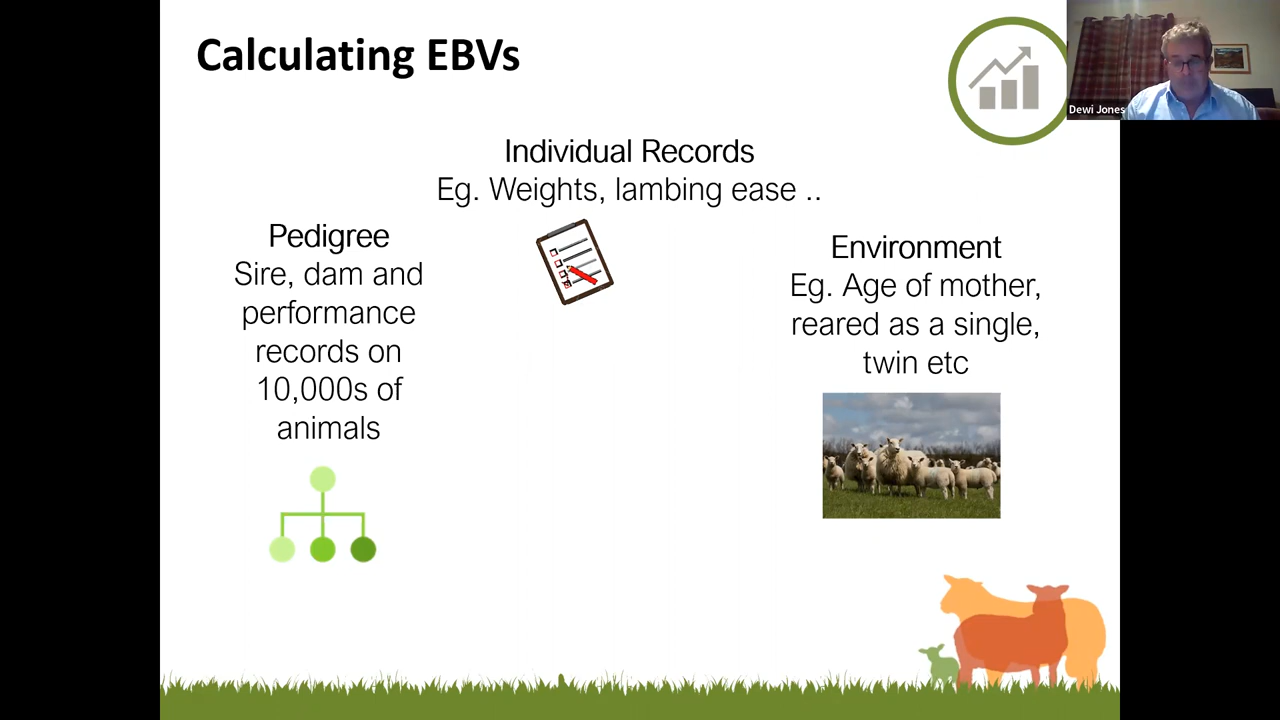 Calculating EBVs
Dewi Jones
Individual Records
Eg. Weights, lambing ease ..
Pedigree
Sire, dam and
performance
records on
10,000s of
animals
Environment
Eg. Age of mother,
reared as a single,
twin etc